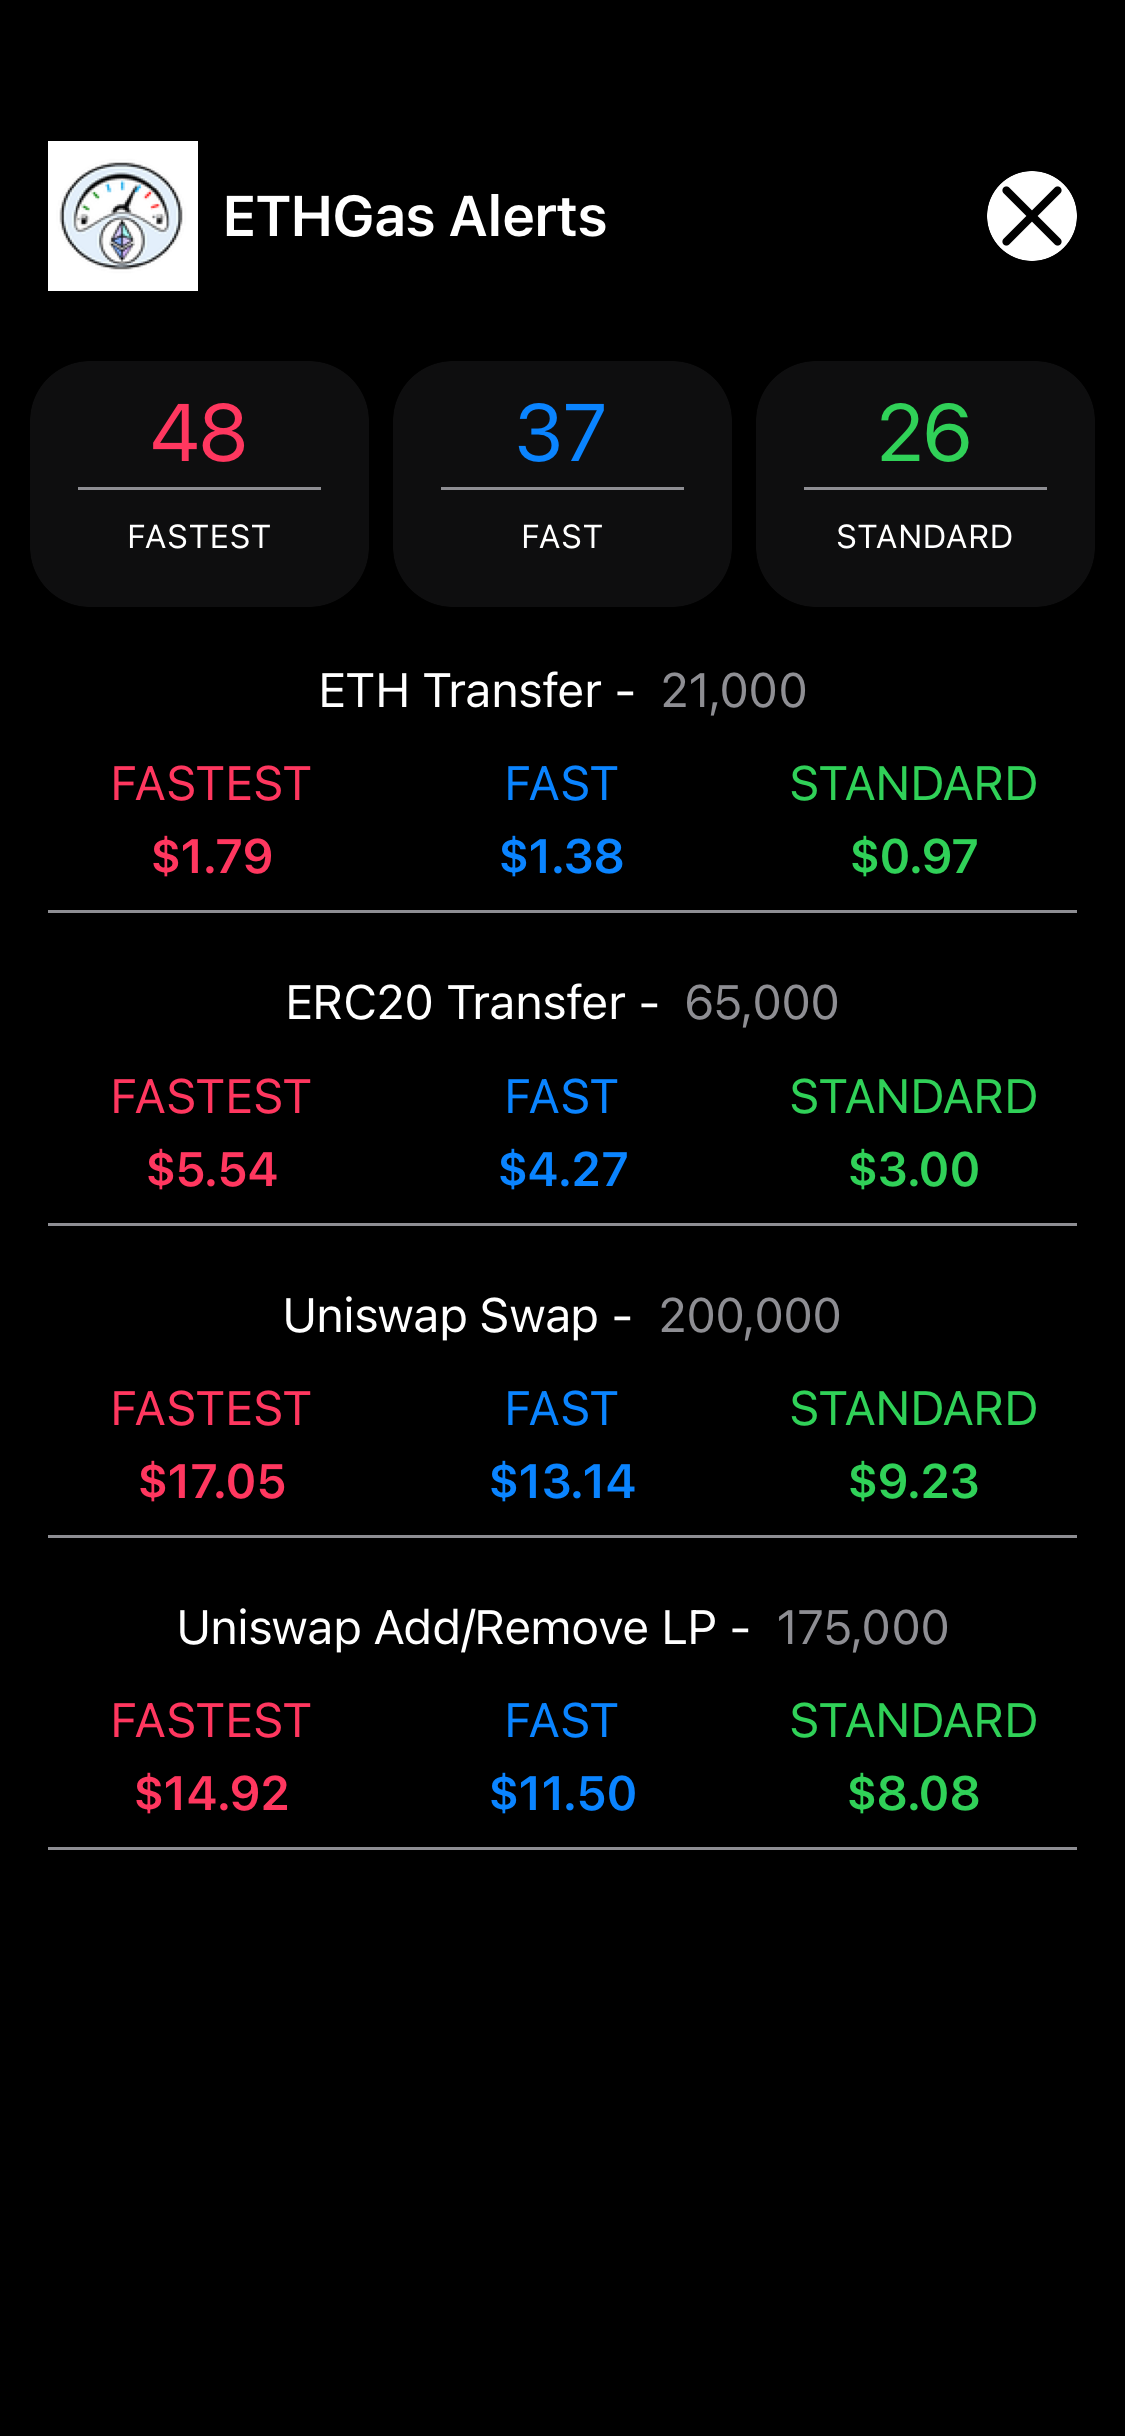 ETHGas Alerts
48 37 26
FASTEST FAST STANDARD
ETH Transfer - 21,000
FASTEST FAST STANDARD
$1.79 $1.38 $0.97
ERC20 Transfer - 65,000
FASTEST FAST STANDARD
$5.54 $4.27 $3.00
Uniswap Swap - 200,000
FASTEST FAST STANDARD
$17.05 $13.14 $9.23
Uniswap Add/Remove LP - 175,000
FASTEST FAST STANDARD
$14.92 $11.50 $8.08